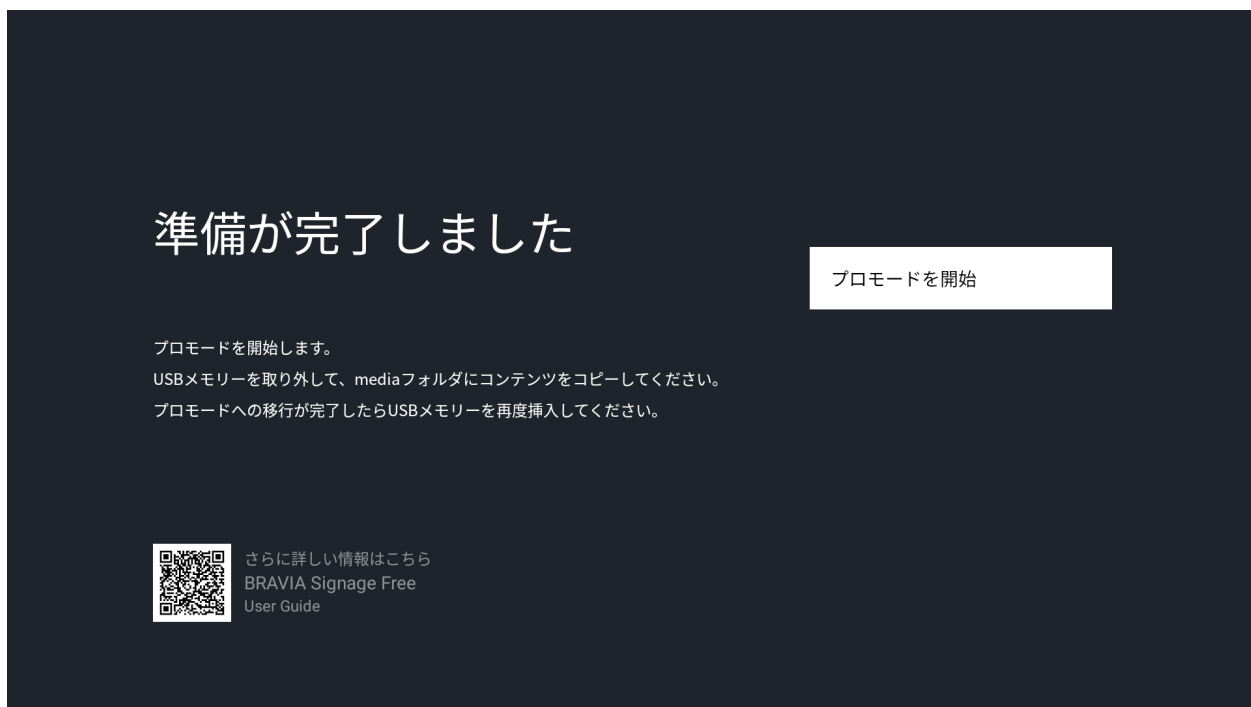 準備が完了しました
プロモードを開始
プロモードを開始します。
USBメモリーを取り外して、mediaフォルダにコンテンツをコピーしてください。
プロモードへの移行が完了したらUSBメモリーを再度挿入してください。
さらに詳しい情報はこちら
BRAVIA Signage Free
User Guide